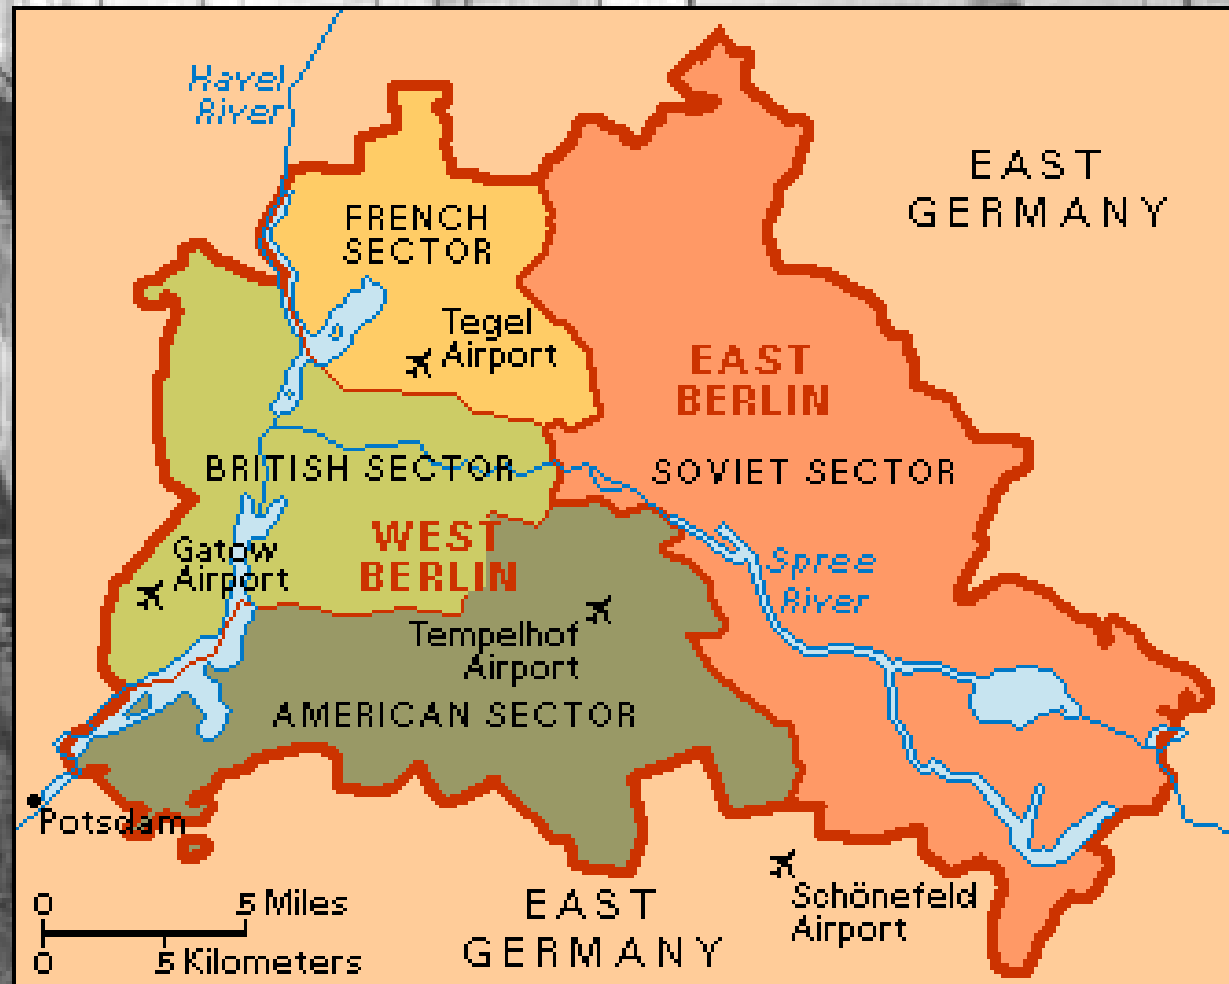 Havel
River
EAST
GERMANY
FRENCH
SECTOR
Tegel
Airport
EAST
BERLIN
BRITISH SECTOR
SOVIET SECTOR
WEST
BERLIN
Gatow
Airport
Spree
River
Tempelhof
Airport
AMERICAN SECTOR
Potsdam
Schönefeld
Airport
EAST
GERMANY
0 5 Miles
0 5 Kilometers